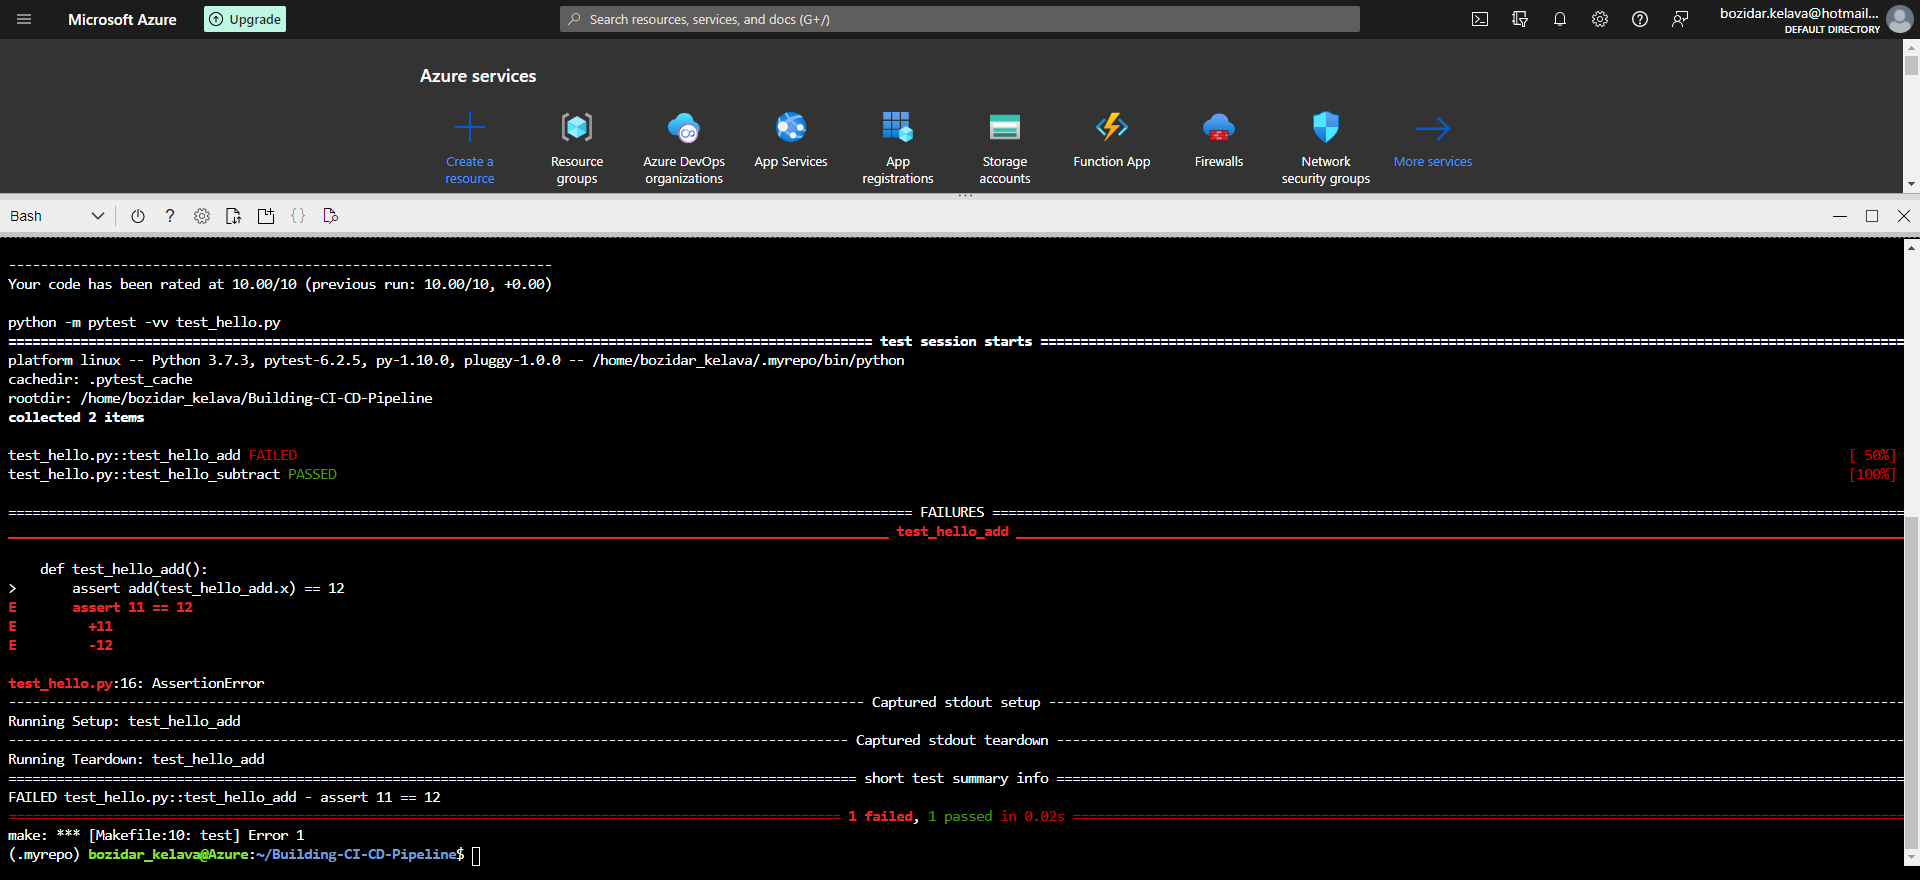 Microsoft Azure
Upgrade
Search resources, services, and docs (G+/)
bozidar.kelava@hotmail...
DEFAULT DIRECTORY
Azure services
Create a resource
Resource groups
Azure DevOps organizations
App Services
App registrations
Storage accounts
Function App
Firewalls
Network security groups
More services
Bash
--------------------------------------------------------------------
Your code has been rated at 10.00/10 (previous run: 10.00/10, +0.00)
python -m pytest -vv test_hello.py
test session starts
platform linux -- Python 3.7.3, pytest-6.2.5, py-1.10.0, pluggy-1.0.0 -- /home/bozidar_kelava/.myrepo/bin/python
cachedir: .pytest_cache
rootdir: /home/bozidar_kelava/Building-CI-CD-Pipeline
collected 2 items
test_hello.py::test_hello_add FAILED [ 50%]
test_hello.py::test_hello_subtract PASSED [100%]
FAILURES
test_hello_add
def test_hello_add():
> assert add(test_hello_add.x) == 12
E assert 11 == 12
E +11
E -12
test_hello.py:16: AssertionError
Captured stdout setup
Running Setup: test_hello_add
Captured stdout teardown
Running Teardown: test_hello_add
short test summary info
FAILED test_hello.py::test_hello_add - assert 11 == 12
1 failed, 1 passed in 0.02s
make: *** [Makefile:10: test] Error 1
(.myrepo) bozidar_kelava@Azure:~/Building-CI-CD-Pipeline$